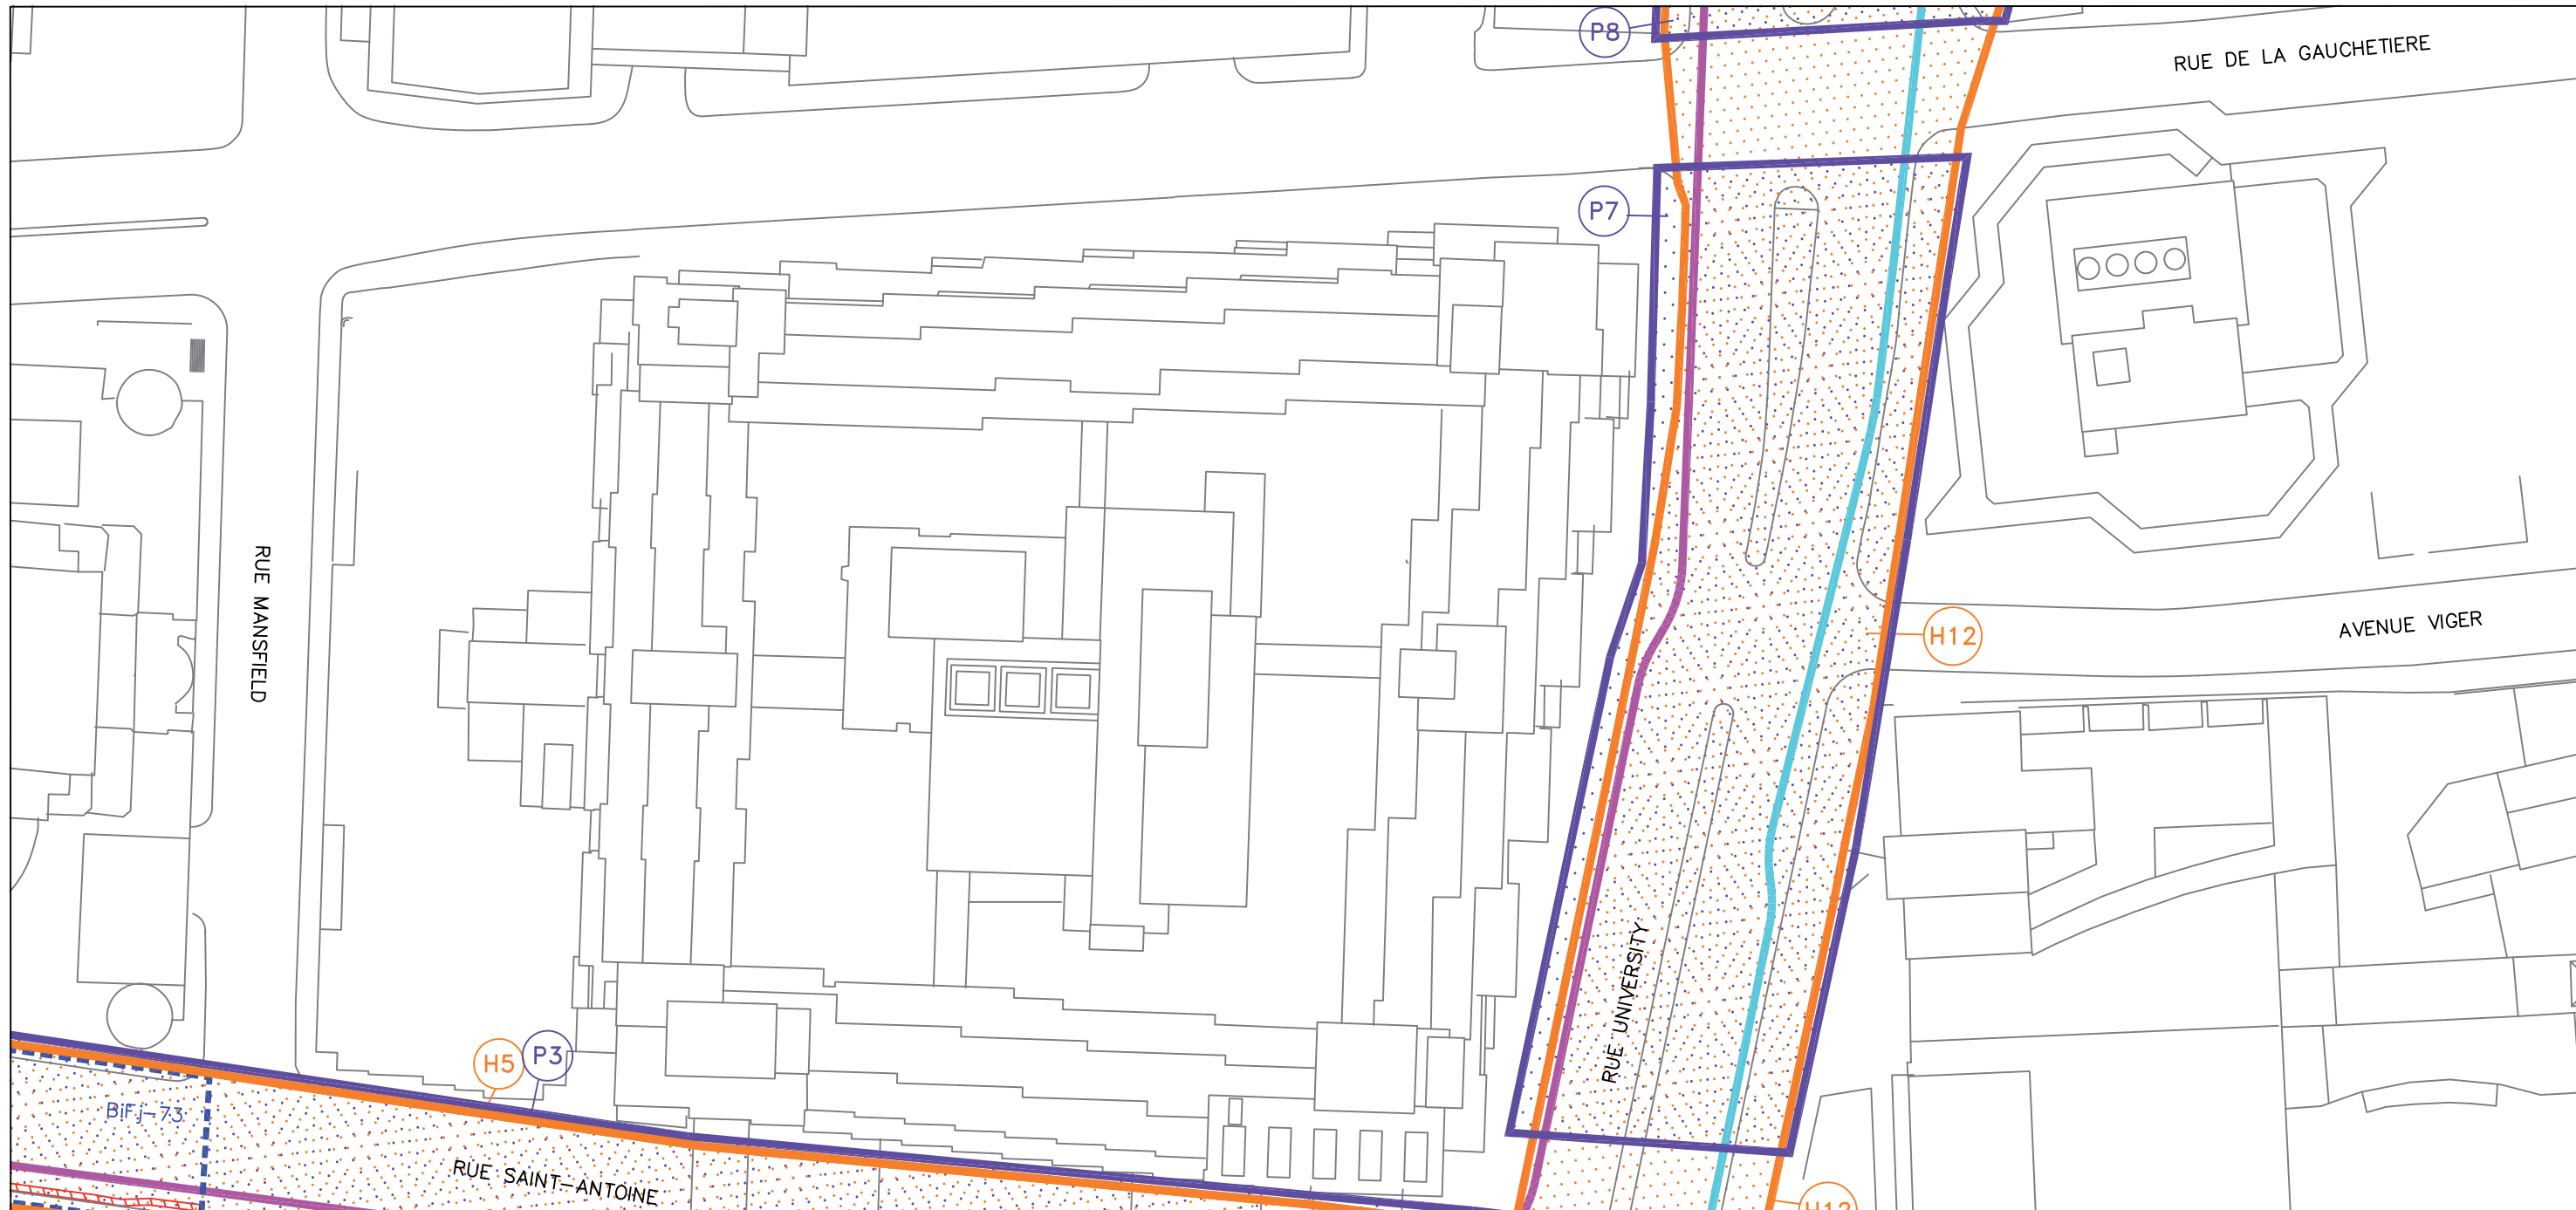 P8
RUE DE LA GAUCHETIERE
P7
RUE MANSFIELD
H12
AVENUE VIGER
RUE UNIVERSITY
H5
P3
BiFj-73
RUE SAINT-ANTOINE
H12